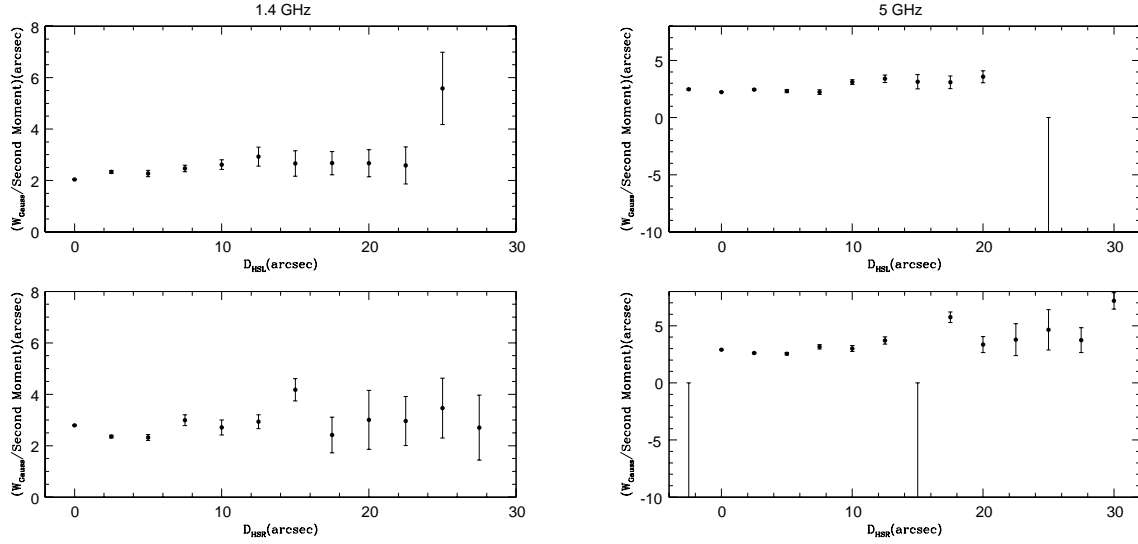 1.4 GHz
5 GHz
(W_Gauss/Second Moment)(arcsec)
8
6
4
2
0
0 10 20 30
D_HSL(arcsec)
(W_Gauss/Second Moment)(arcsec)
5
0
-5
-10
0 10 20 30
D_HSL(arcsec)
(W_Gauss/Second Moment)(arcsec)
8
6
4
2
0
0 10 20 30
D_HSR(arcsec)
(W_Gauss/Second Moment)(arcsec)
5
0
-5
-10
0 10 20 30
D_HSR(arcsec)